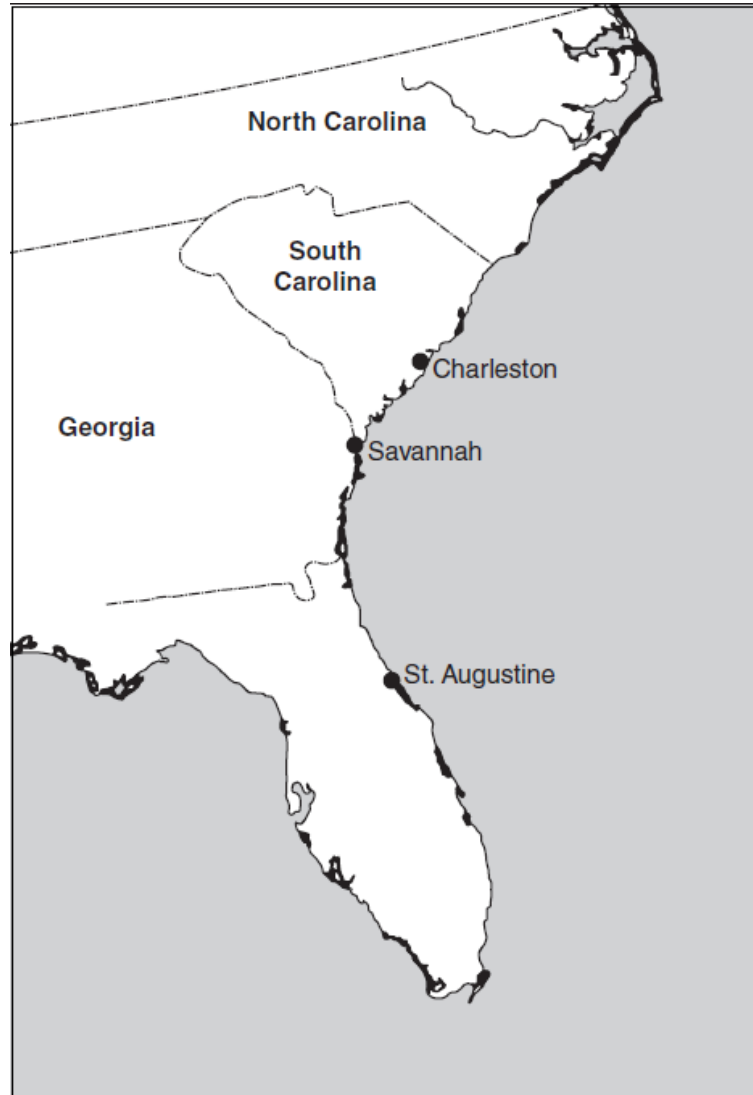 North Carolina
South
Carolina
Charleston
Georgia
Savannah
St. Augustine